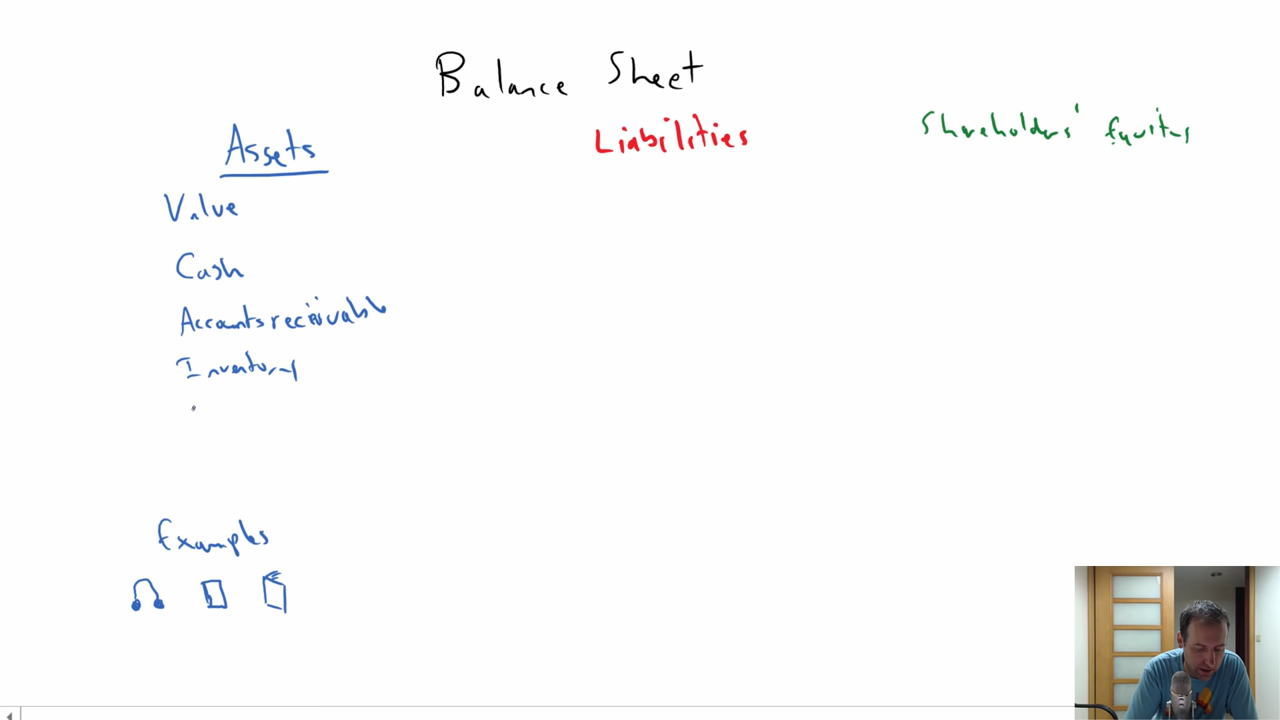 Balance Sheet
Assets
Liabilities
Shareholders' Equity
Value
Cash
Accounts receivable
Inventory
Examples